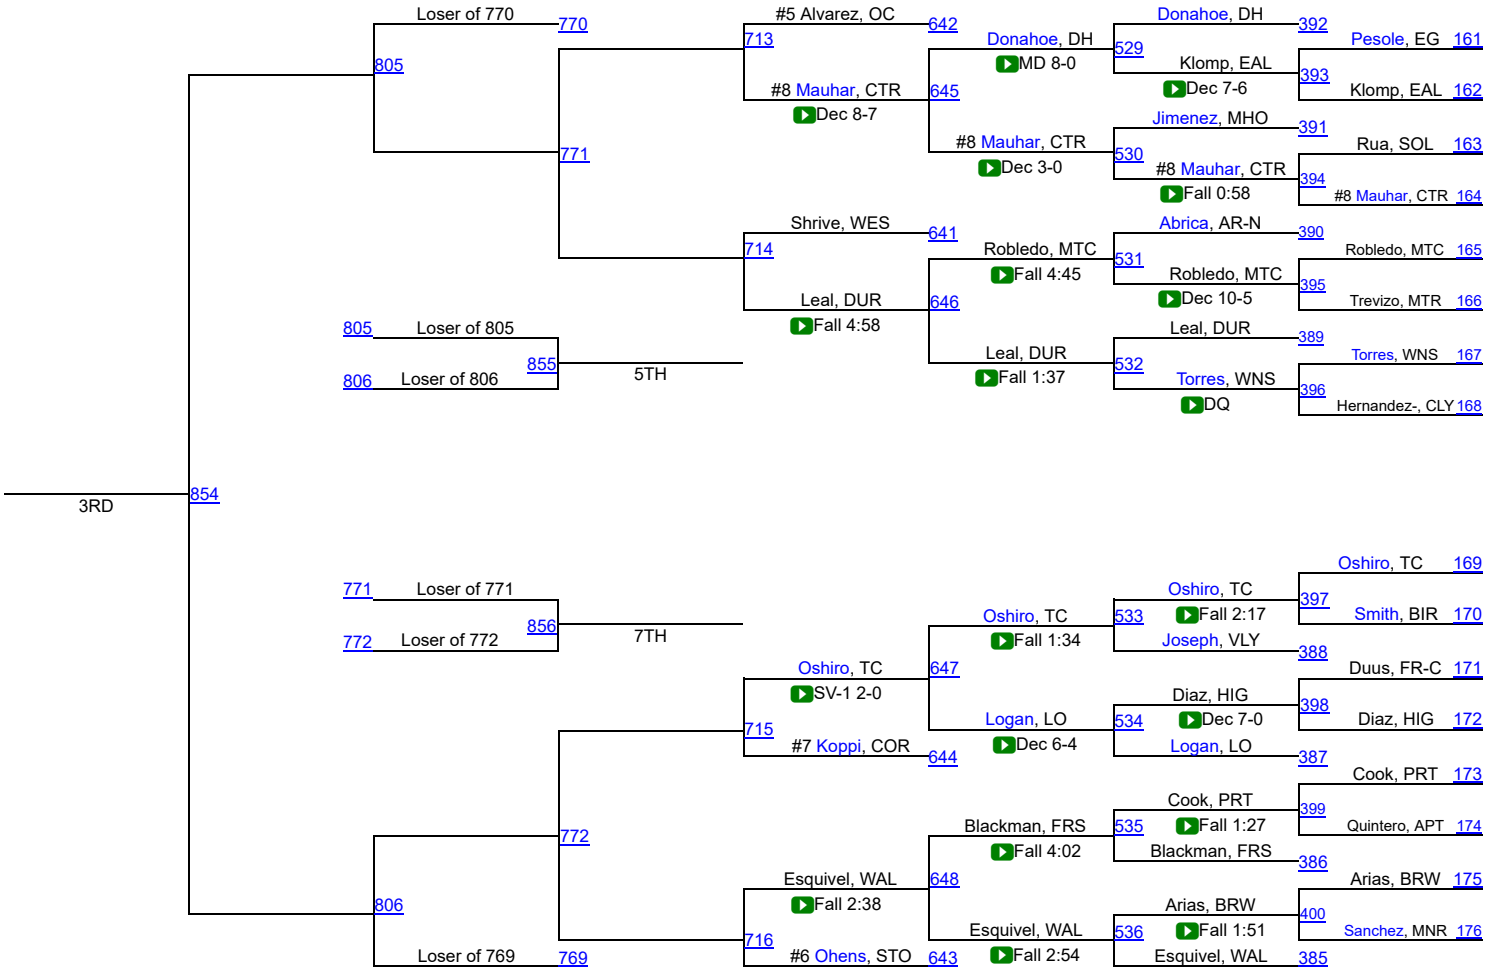 Loser of 770 770 #5 Alvarez, OC 642 Donahoe, DH 392
805 713 Donahoe, DH 529 Pesole, EG 161
MD 8-0 Klomp, EAL 393
#8 Mauhar, CTR 645 Dec 7-6 Klomp, EAL 162
Dec 8-7 Jimenez, MHO 391
771 #8 Mauhar, CTR 530 Rua, SOL 163
Dec 3-0 #8 Mauhar, CTR 394
Fall 0:58 #8 Mauhar, CTR 164
Shrive, WES 641 Abrica, AR-N 390
714 Robledo, MTC 531 Robledo, MTC 165
Fall 4:45 Robledo, MTC 395
Leal, DUR 646 Dec 10-5 Trevizo, MTR 166
Fall 4:58
805 Loser of 805 Leal, DUR 389
855 5TH Leal, DUR 532 Torres, WNS 167
806 Loser of 806 Fall 1:37 Torres, WNS 396
DQ Hernandez-, CLY 168
854
3RD
Oshiro, TC 169
771 Loser of 771 Oshiro, TC 397
856 7TH Oshiro, TC 533 Fall 2:17 Smith, BIR 170
772 Loser of 772 Fall 1:34 Joseph, VLY 388
Oshiro, TC 647 Duus, FR-C 171
SV-1 2-0 Diaz, HIG 398
715 Logan, LO 534 Dec 7-0 Diaz, HIG 172
#7 Koppi, COR 644 Dec 6-4 Logan, LO 387
Cook, PRT 173
772 Cook, PRT 399
Blackman, FRS 535 Fall 1:27 Quintero, APT 174
Fall 4:02 Blackman, FRS 386
Esquivel, WAL 648 Arias, BRW 175
806 Fall 2:38 Arias, BRW 400
716 Esquivel, WAL 536 Fall 1:51 Sanchez, MNR 176
Loser of 769 769 #6 Ohens, STO 643 Fall 2:54 Esquivel, WAL 385